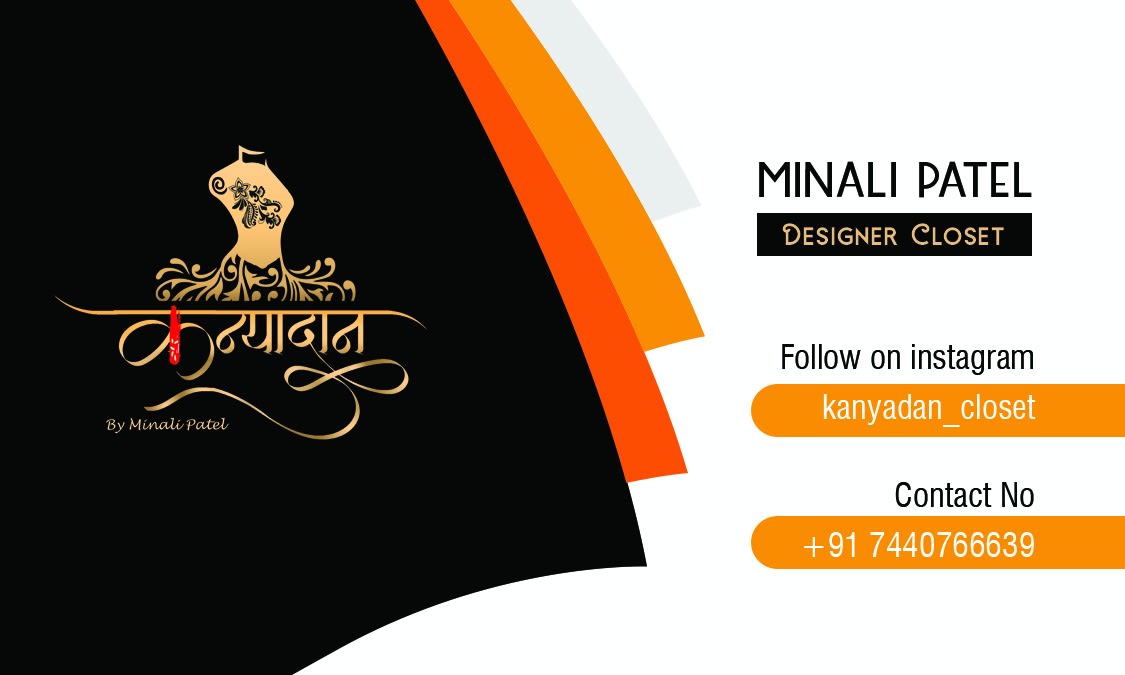 कन्यादान
By Minali Patel
MINALI PATEL
DESIGNER CLOSET
Follow on instagram
kanyadan_closet
Contact No
+91 7440766639